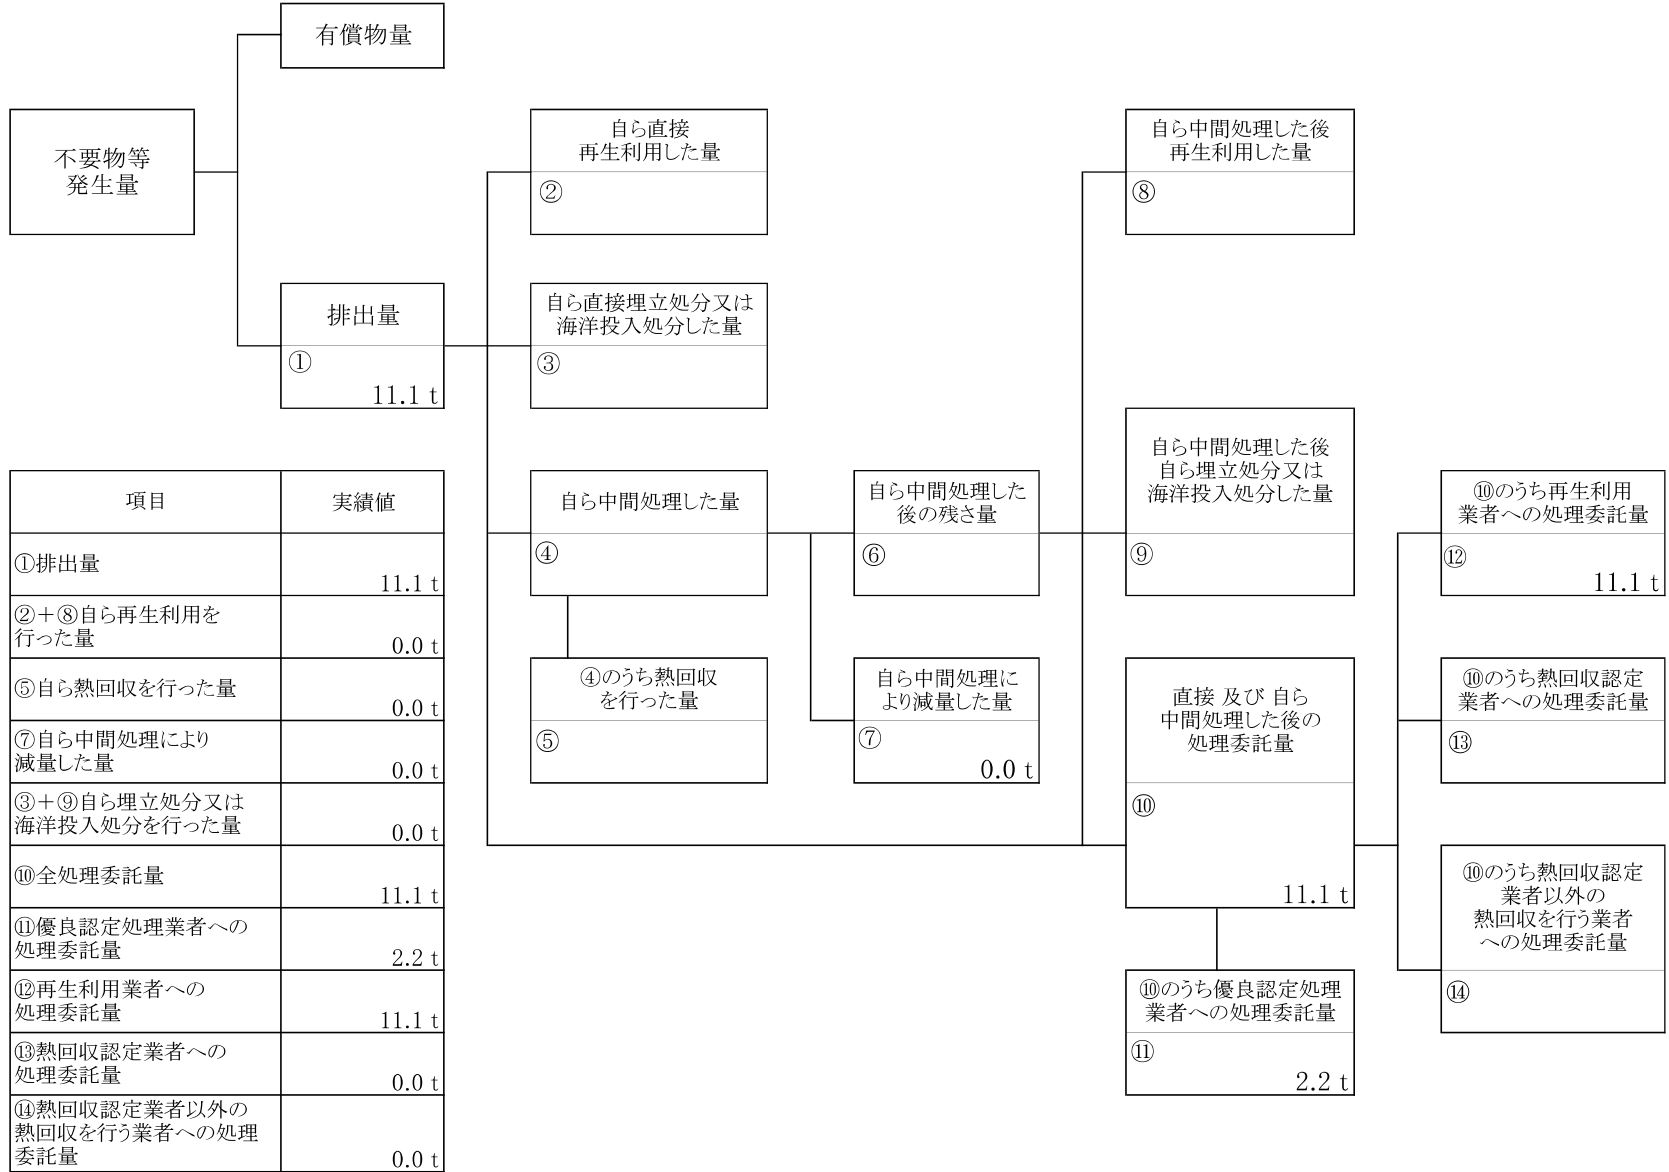 有償物量
不要物等
発生量
排出量
①
11.1 t
自ら直接
再生利用した量
②
自ら直接埋立処分又は
海洋投入処分した量
③
自ら中間処理した量
④
④のうち熱回収
を行った量
⑤
自ら中間処理した
後の残さ量
⑥
自ら中間処理に
より減量した量
⑦
0.0 t
自ら中間処理した後
再生利用した量
⑧
自ら中間処理した後
自ら埋立処分又は
海洋投入処分した量
⑨
直接 及び 自ら
中間処理した後の
処理委託量
⑩
11.1 t
⑩のうち優良認定処理
業者への処理委託量
⑪
2.2 t
⑩のうち再生利用
業者への処理委託量
⑫
11.1 t
⑩のうち熱回収認定
業者への処理委託量
⑬
⑩のうち熱回収認定
業者以外の
熱回収を行う業者
への処理委託量
⑭
項目 実績値
①排出量
11.1 t
②+⑧自ら再生利用を
行った量
0.0 t
⑤自ら熱回収を行った量
0.0 t
⑦自ら中間処理により
減量した量
0.0 t
③+⑨自ら埋立処分又は
海洋投入処分を行った量
0.0 t
⑩全処理委託量
11.1 t
⑪優良認定処理業者への
処理委託量
2.2 t
⑫再生利用業者への
処理委託量
11.1 t
⑬熱回収認定業者への
処理委託量
0.0 t
⑭熱回収認定業者以外の
熱回収を行う業者への処理
委託量
0.0 t